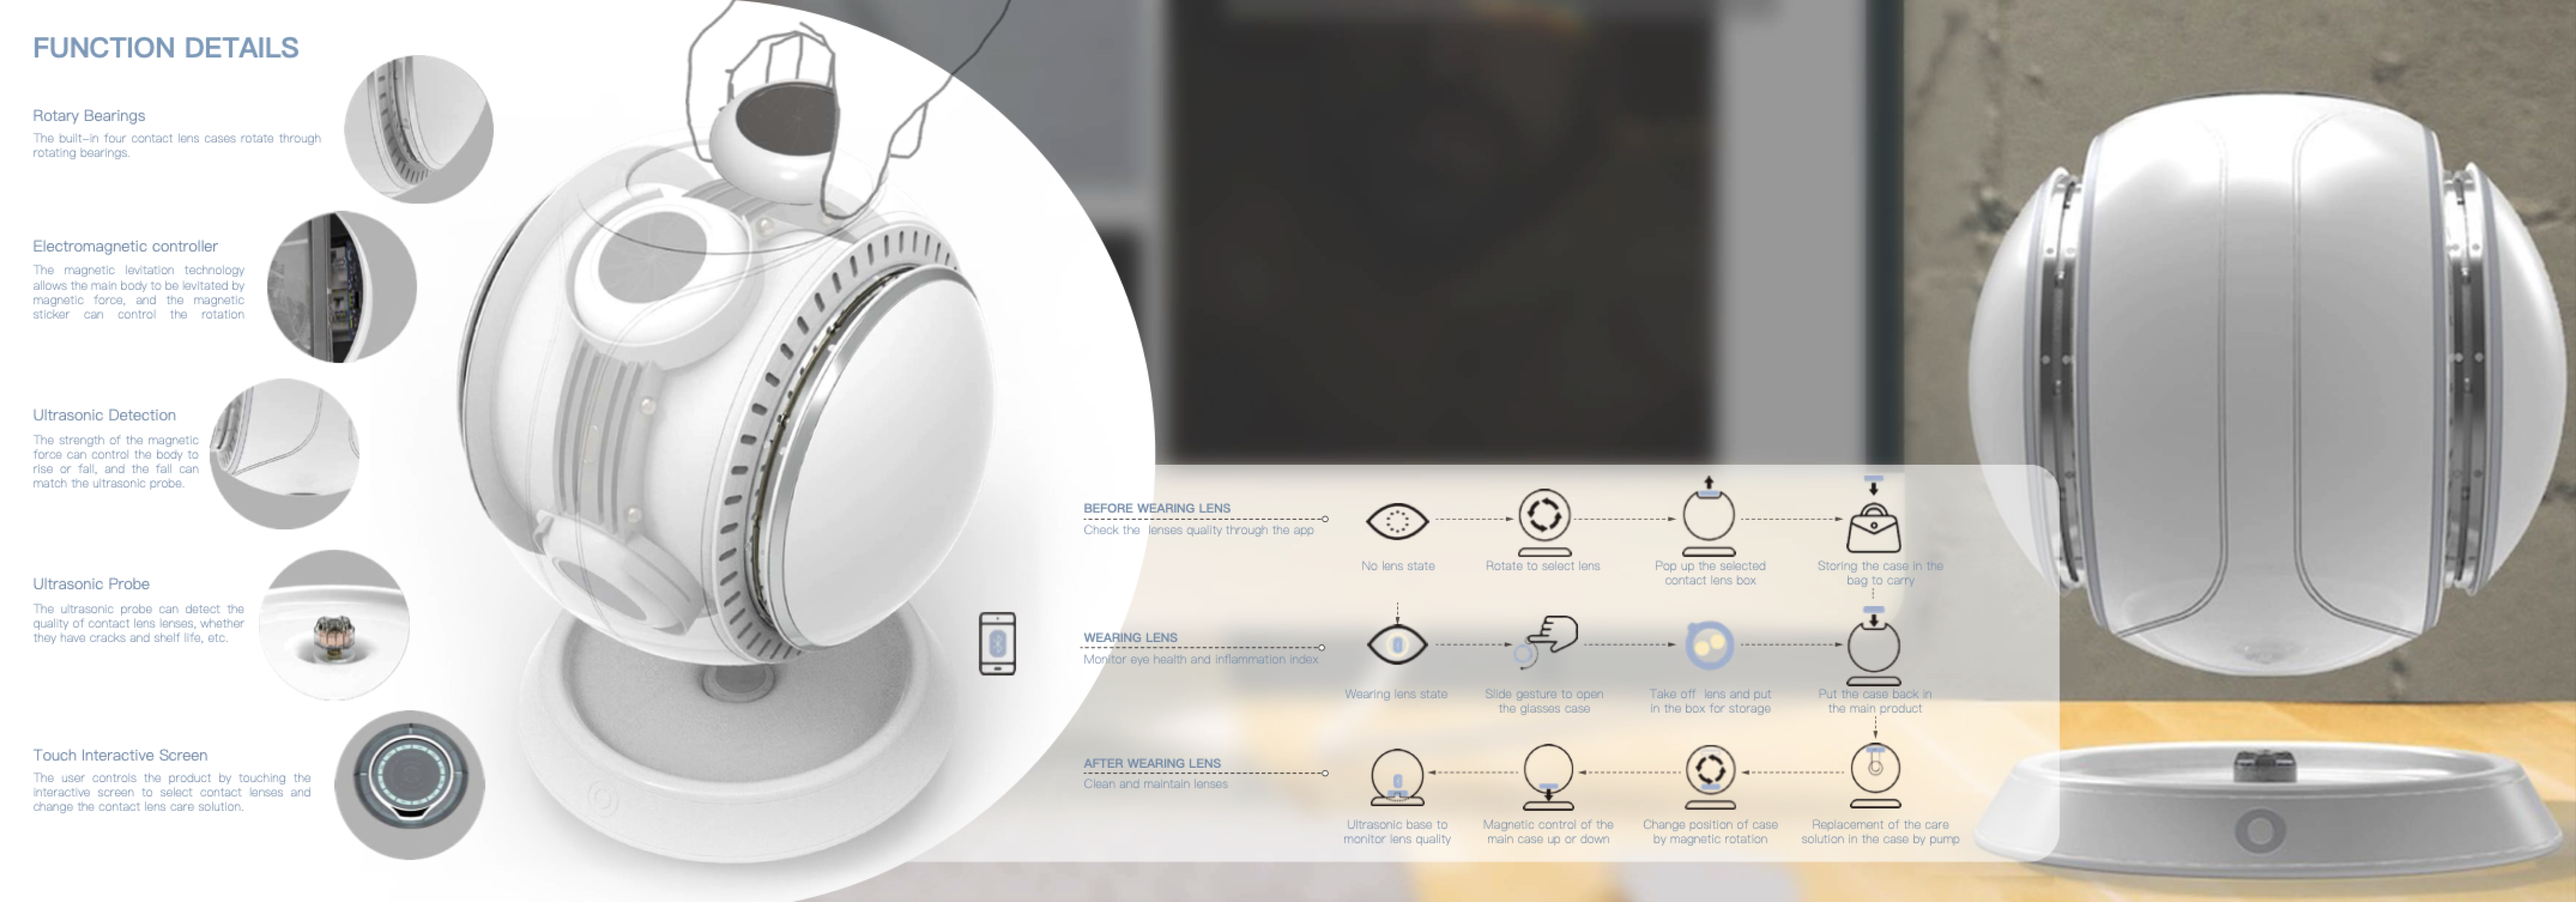 FUNCTION DETAILS
Rotary Bearings
The built-in four contact lens cases rotate through
rotating bearings.
Electromagnetic controller
The magnetic levitation technology
allows the main body to be levitated by
magnetic force, and the magnetic
sticker can control the rotation
Ultrasonic Detection
The strength of the magnetic
force can control the body to
rise or fall, and the fall can
match the ultrasonic probe.
Ultrasonic Probe
The ultrasonic probe can detect the
quality of contact lens lenses, whether
they have cracks and shelf life, etc.
Touch Interactive Screen
The user controls the product by touching the
interactive screen to select contact lenses and
change the contact lens care solution.
BEFORE WEARING LENS
Check the lenses quality through the app
No lens state
Rotate to select lens
Pop up the selected
contact lens box
Storing the case in the
bag to carry
WEARING LENS
Monitor eye health and inflammation index
Wearing lens state
Slide gesture to open
the glasses case
Take off lens and put
in the box for storage
Put the case back in
the main product
AFTER WEARING LENS
Clean and maintain lenses
Ultrasonic base to
monitor lens quality
Magnetic control of the
main case up or down
Change position of case
by magnetic rotation
Replacement of the care
solution in the case by pump